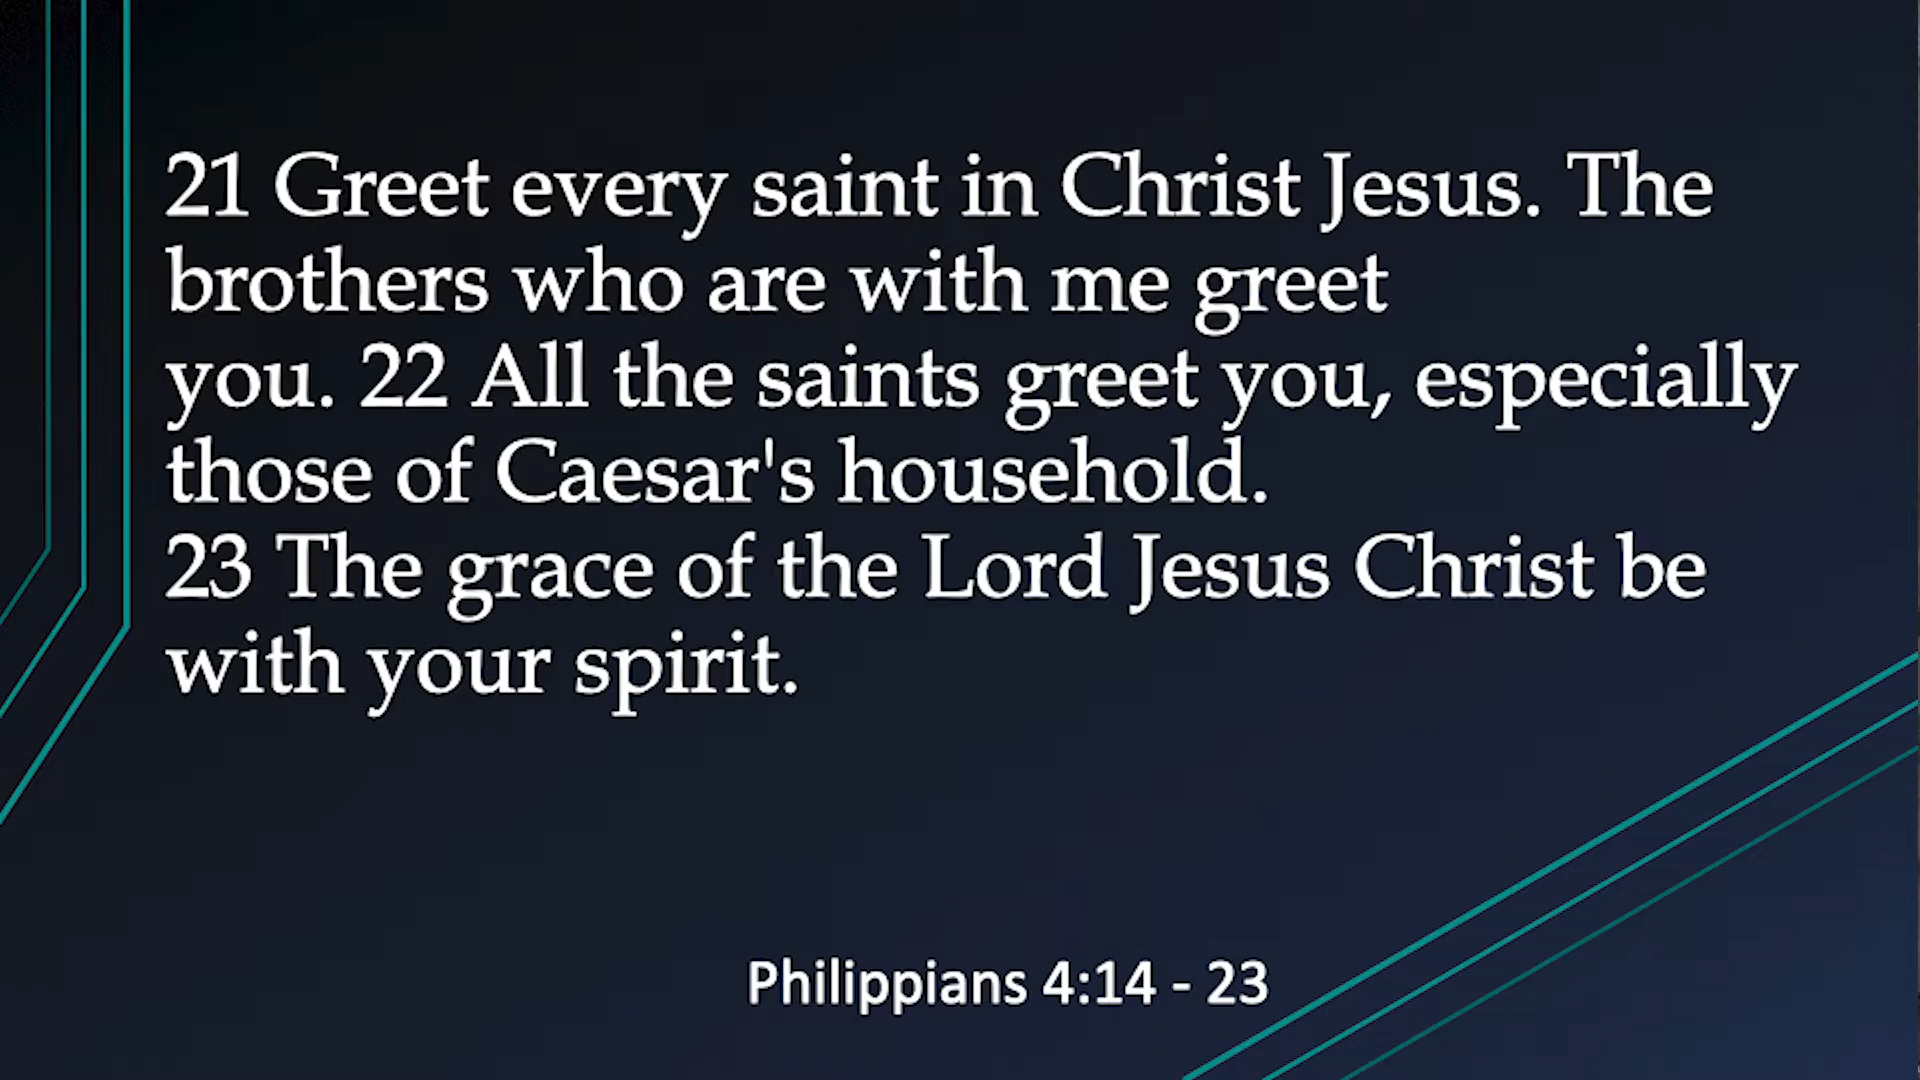 21 Greet every saint in Christ Jesus. The
brothers who are with me greet
you. 22 All the saints greet you, especially
those of Caesar's household.
23 The grace of the Lord Jesus Christ be
with your spirit.
Philippians 4:14 - 23